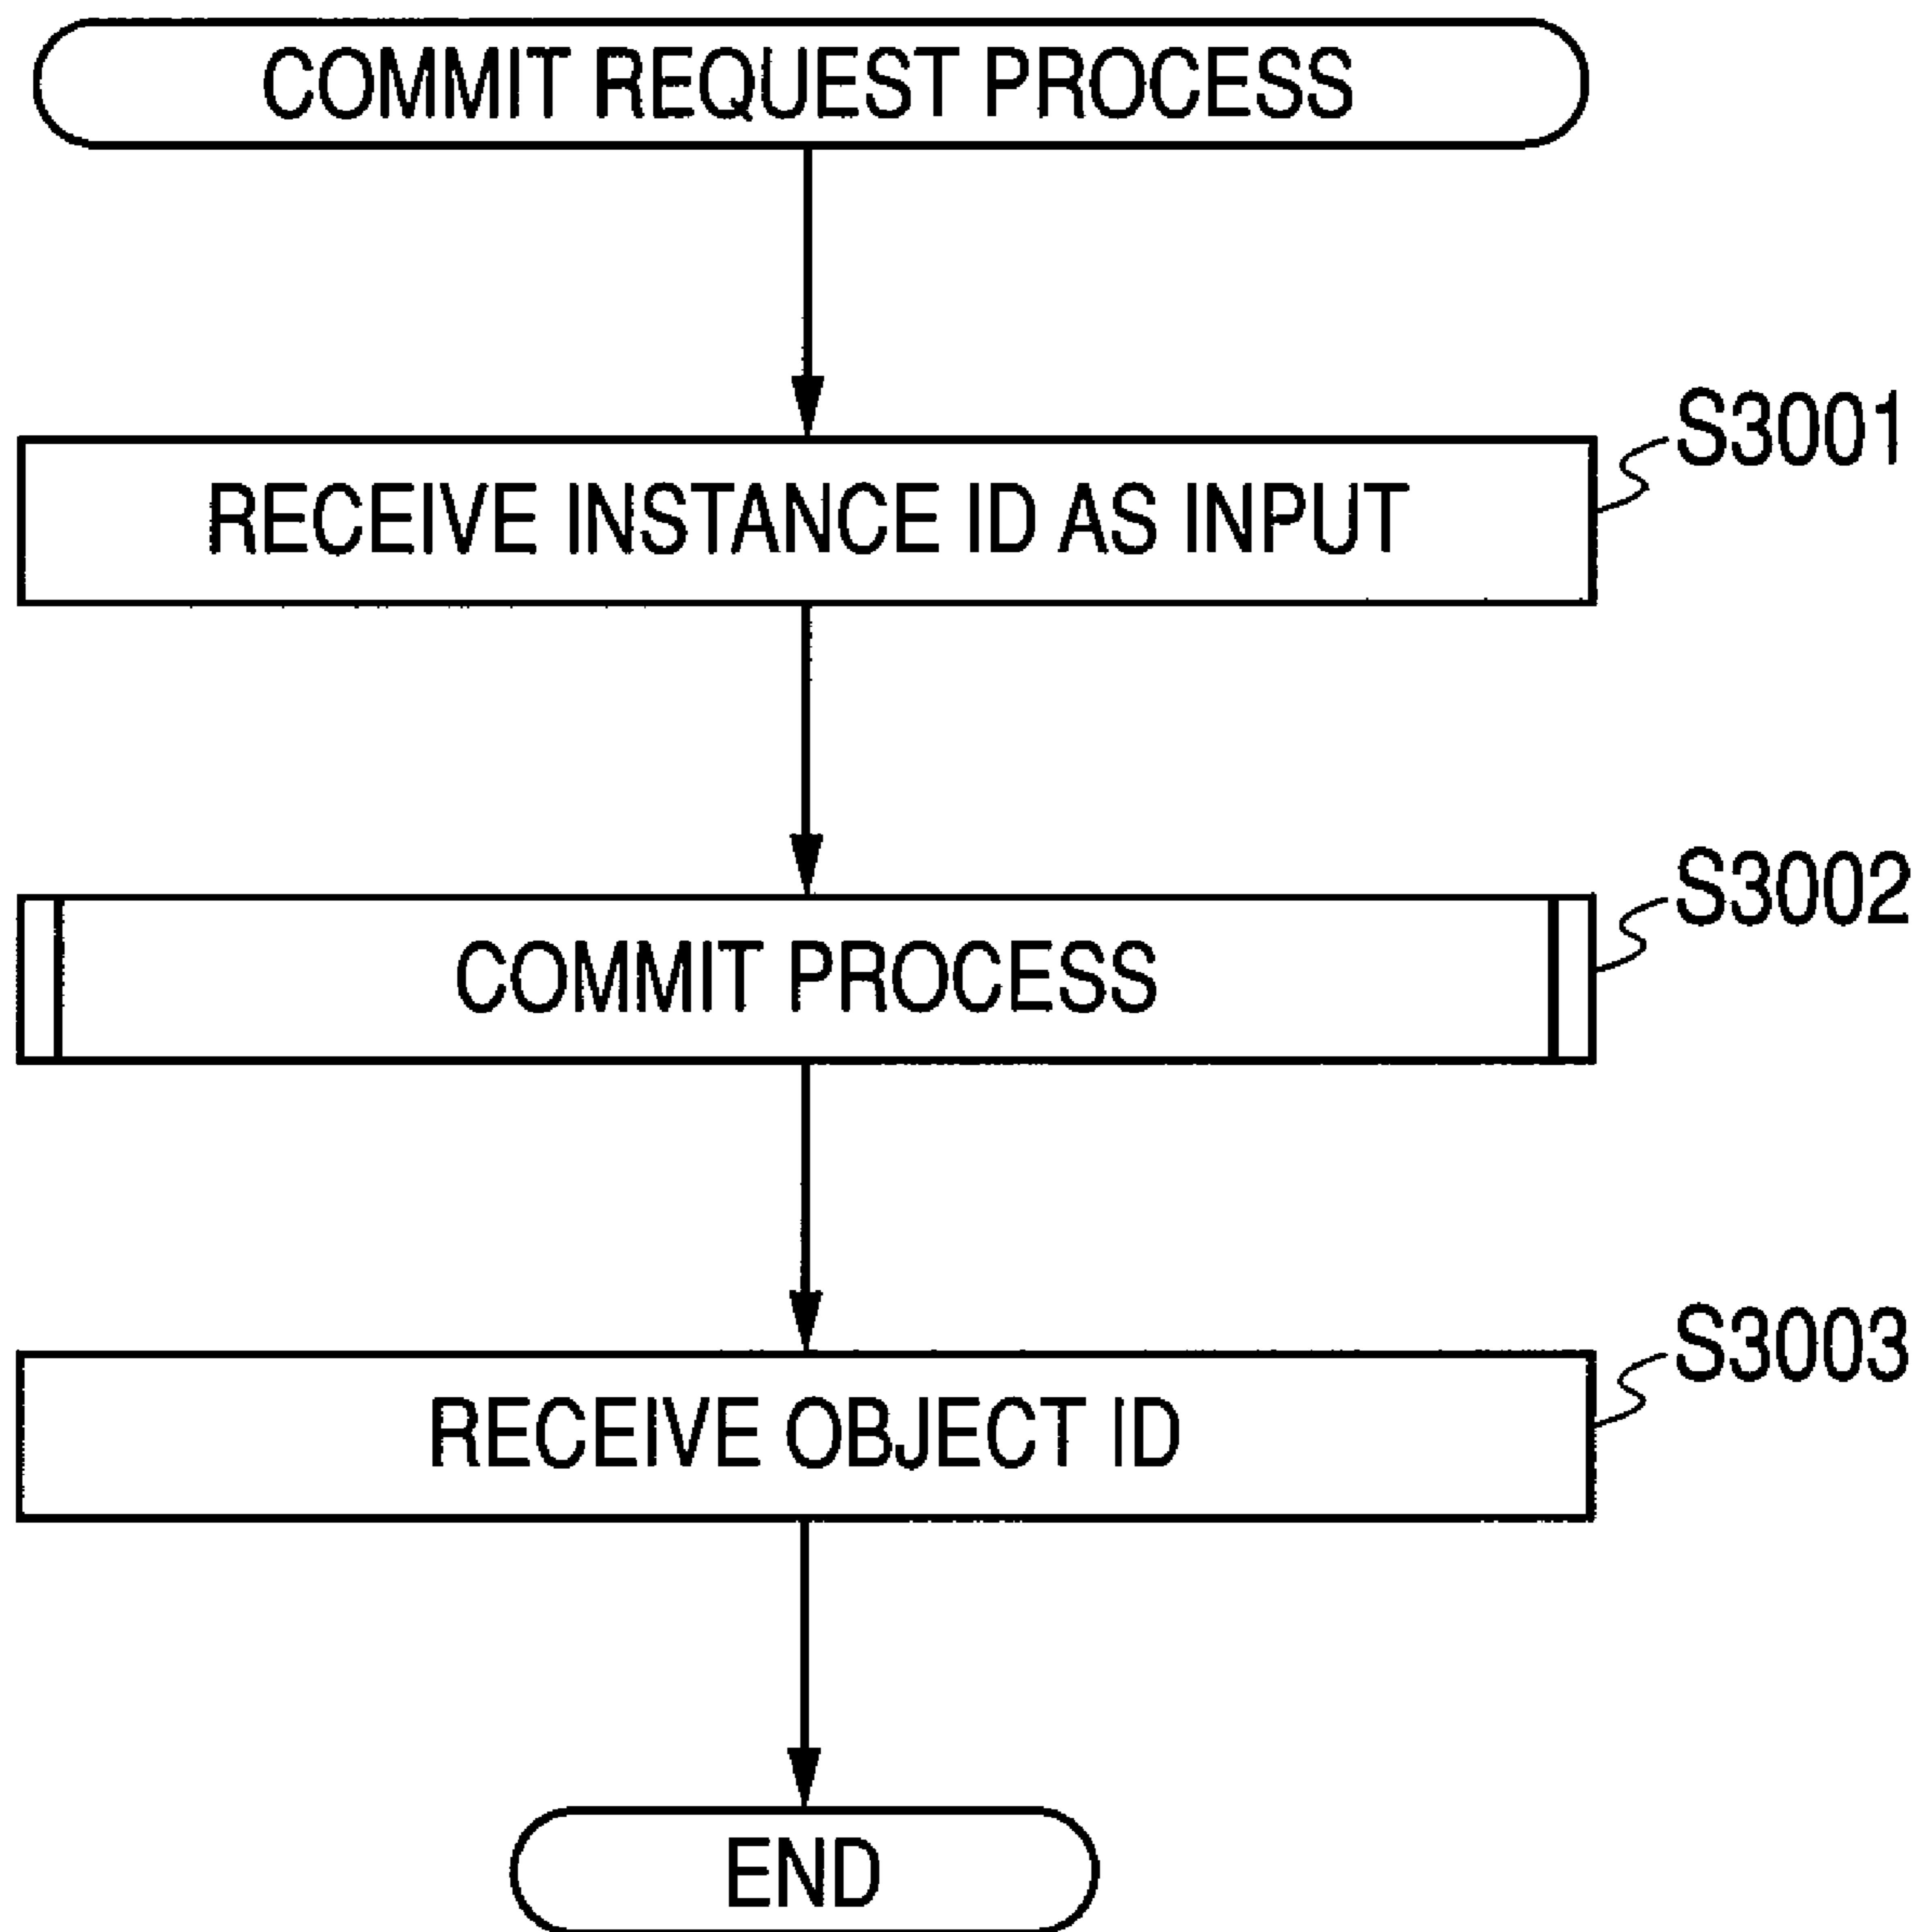 COMMIT REQUEST PROCESS
S3001
RECEIVE INSTANCE ID AS INPUT
S3002
COMMIT PROCESS
S3003
RECEIVE OBJECT ID
END